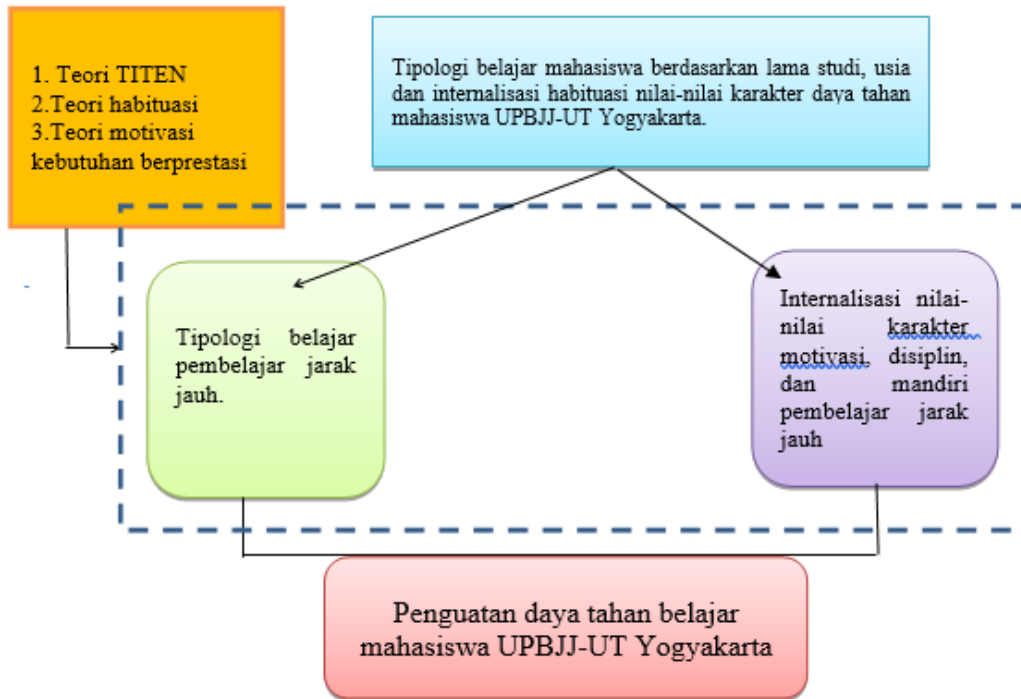 1. Teori TITEN
2.Teori habituasi
3.Teori motivasi
kebutuhan berprestasi
Tipologi belajar mahasiswa berdasarkan lama studi, usia
dan internalisasi habituasi nilai-nilai karakter daya tahan
mahasiswa UPBJJ-UT Yogyakarta.
Tipologi belajar
pembelajar jarak
jauh.
Internalisasi nilai-
nilai karakter
motivasi, disiplin,
dan mandiri
pembelajar jarak
jauh
Penguatan daya tahan belajar
mahasiswa UPBJJ-UT Yogyakarta